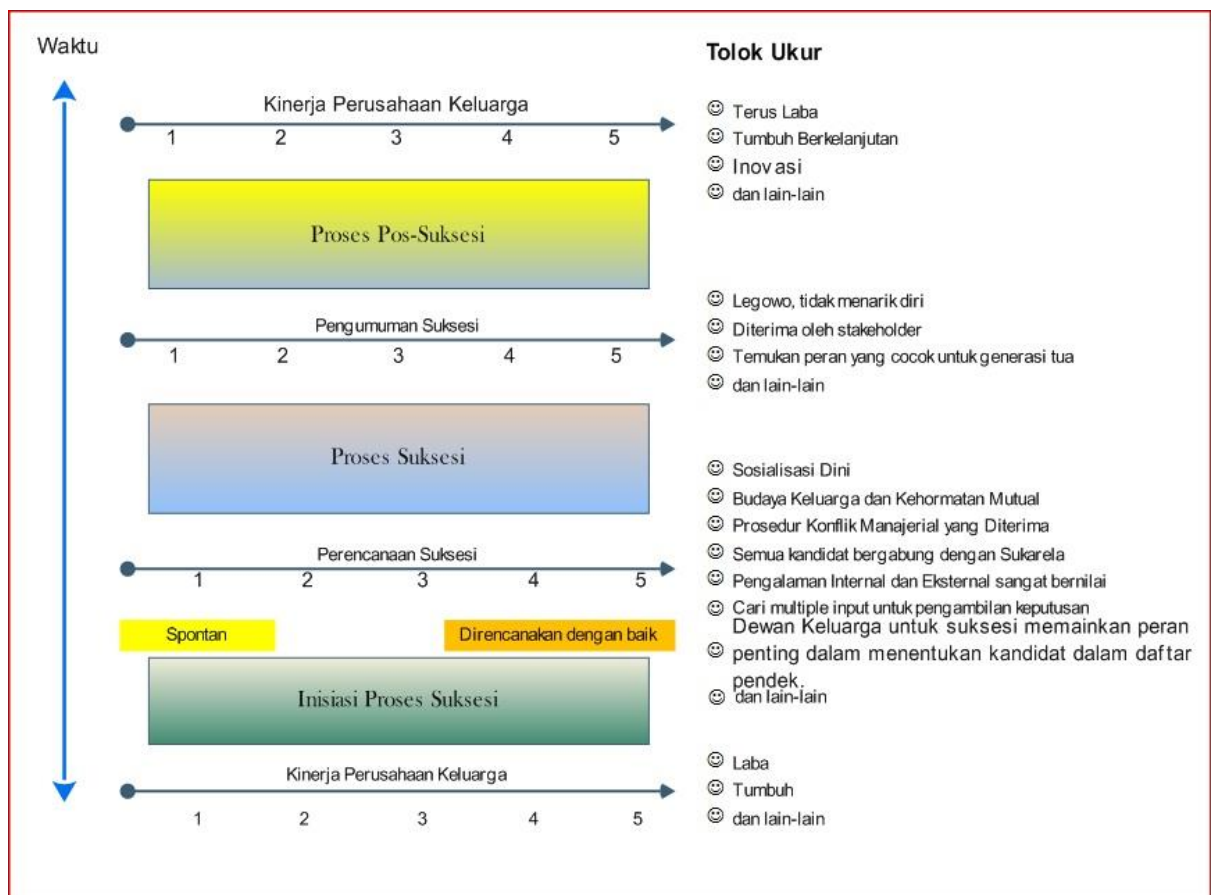 Waktu
Tolok Ukur
Kinerja Perusahaan Keluarga
1 2 3 4 5
Terus Laba
Tumbuh Berkelanjutan
Inovasi
dan lain-lain
Proses Pos-Suksesi
Pengumuman Suksesi
1 2 3 4 5
Legowo, tidak menarik diri
Diterima oleh stakeholder
Temukan peran yang cocok untuk generasi tua
dan lain-lain
Proses Suksesi
Perencanaan Suksesi
1 2 3 4 5
Spontan
Direncanakan dengan baik
Sosialisasi Dini
Budaya Keluarga dan Kehormatan Mutual
Prosedur Konflik Manajerial yang Diterima
Semua kandidat bergabung dengan Sukarela
Pengalaman Internal dan Eksternal sangat bernilai
Cari multiple input untuk pengambilan keputusan
Dewan Keluarga untuk suksesi memainkan peran
penting dalam menentukan kandidat dalam daftar
pendek.
dan lain-lain
Inisiasi Proses Suksesi
Kinerja Perusahaan Keluarga
1 2 3 4 5
Laba
Tumbuh
dan lain-lain